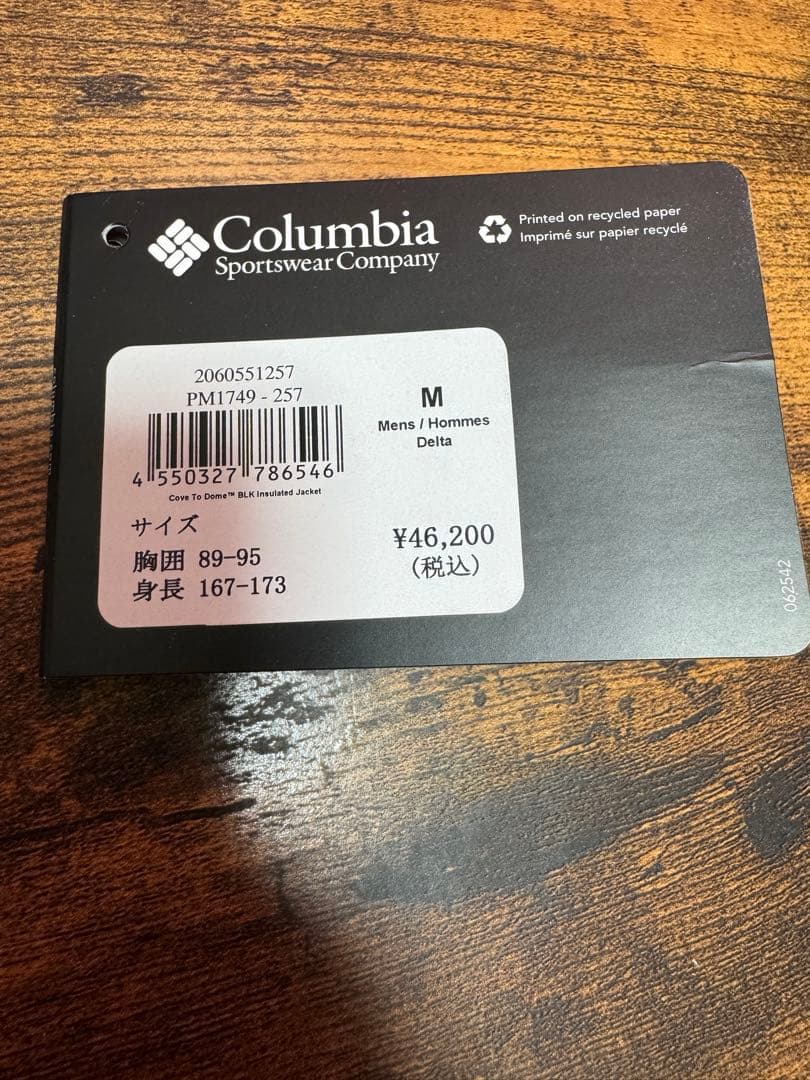 Columbia
Sportswear Company
Printed on recycled paper
Imprimé sur papier recyclé
2060551257
PM1749 - 257
4 550327 786546
Cove To Dome™ BLK Insulated Jacket
M
Mens / Hommes
Delta
サイズ
胸囲 89-95
身長 167-173
¥46,200
(税込)
062542